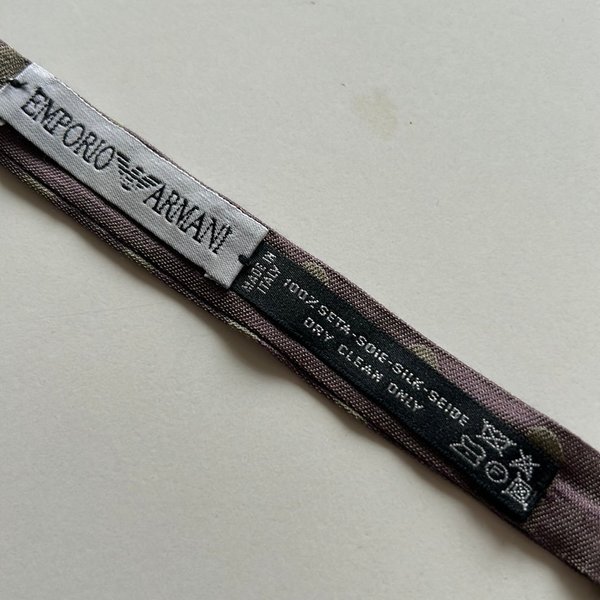 EMPORIO ARMANI
MADE IN
ITALY
100% SETA-SOIE-SILK-SEIDE
DRY CLEAN ONLY
F